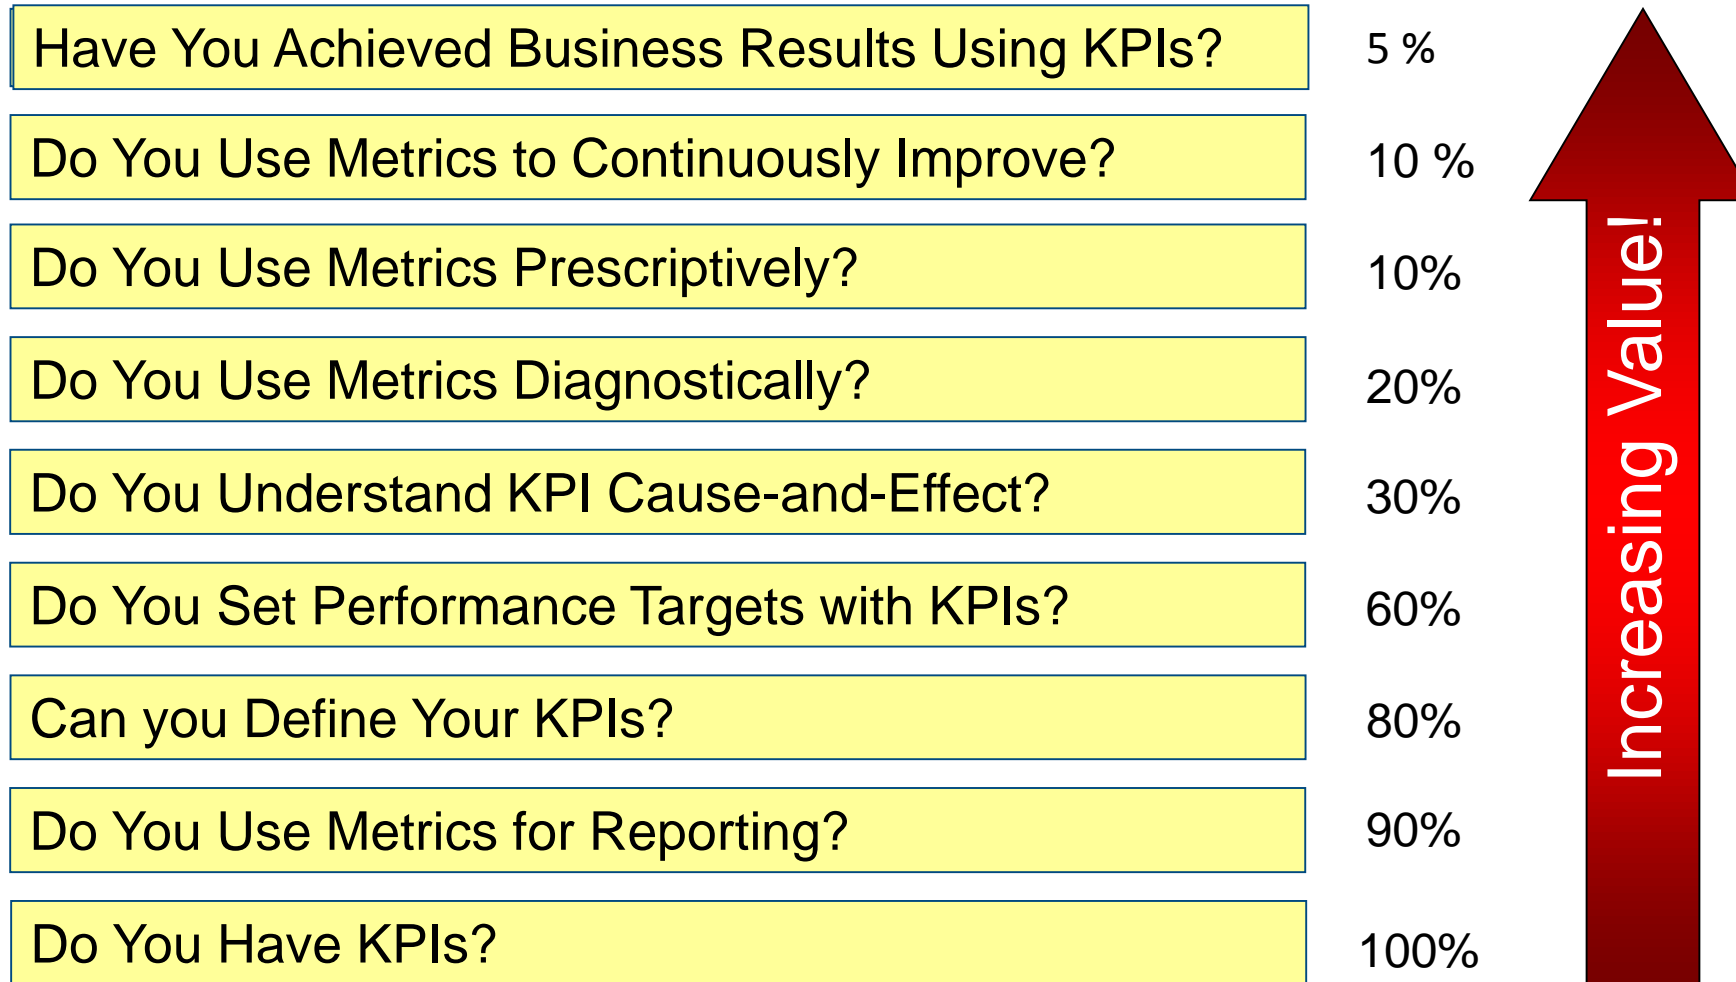 Have You Achieved Business Results Using KPIs? 5 %
Do You Use Metrics to Continuously Improve? 10 %
Do You Use Metrics Prescriptively? 10%
Do You Use Metrics Diagnostically? 20%
Do You Understand KPI Cause-and-Effect? 30%
Do You Set Performance Targets with KPIs? 60%
Can you Define Your KPIs? 80%
Do You Use Metrics for Reporting? 90%
Do You Have KPIs? 100%
Increasing Value!